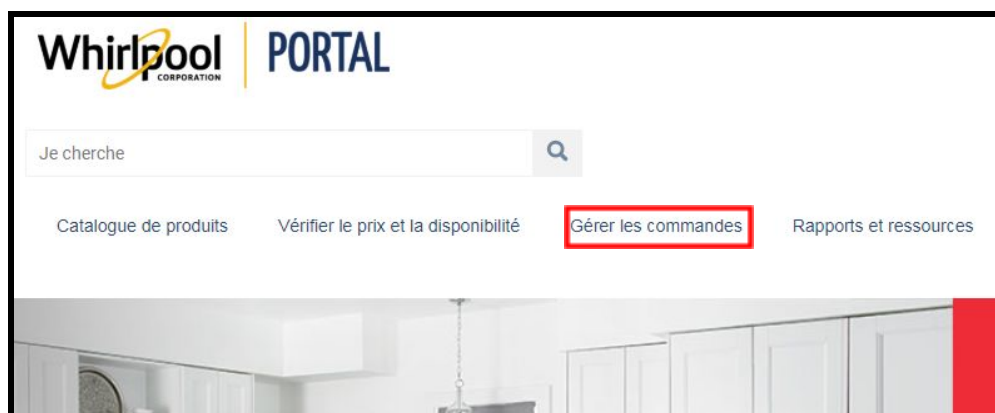 Whirlpool
CORPORATION
PORTAL
Je cherche
Catalogue de produits Vérifier le prix et la disponibilité Gérer les commandes Rapports et ressources